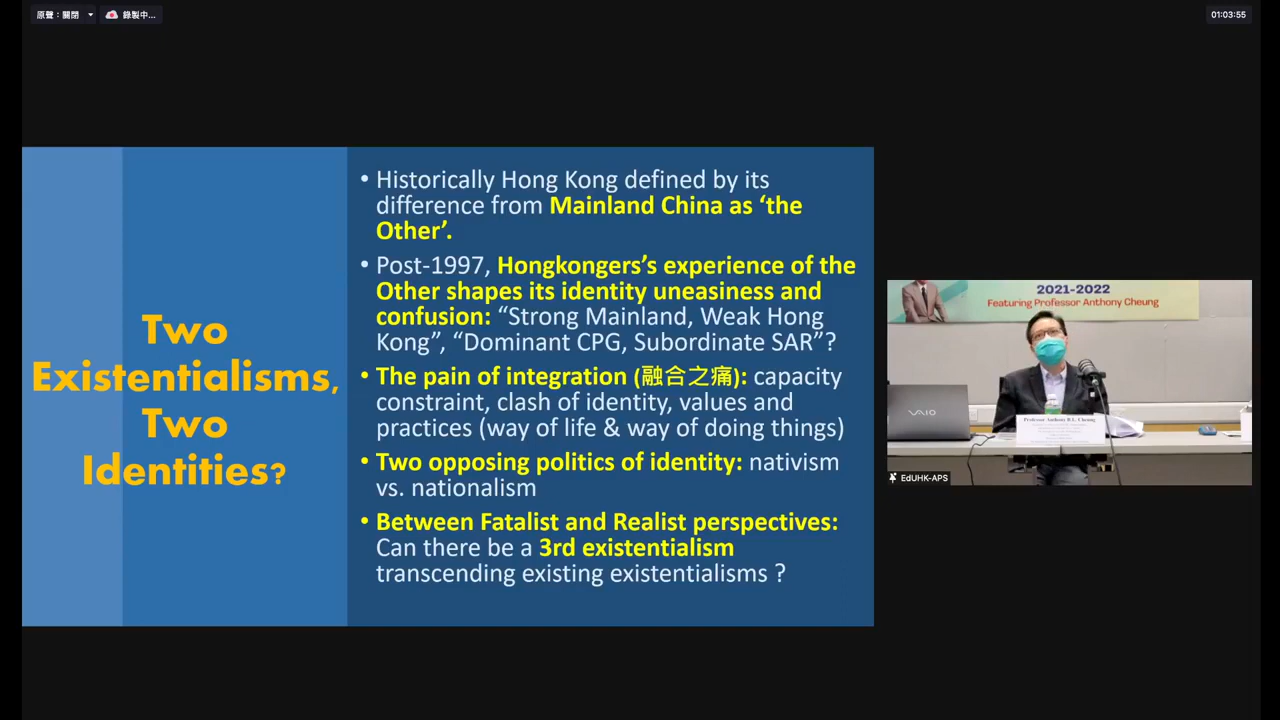 原聲：關閉
錄製中...
01:03:55
Two
Existentialisms,
Two
Identities?
• Historically Hong Kong defined by its
difference from Mainland China as ‘the
Other’.
• Post-1997, Hongkongers’s experience of the
Other shapes its identity uneasiness and
confusion: “Strong Mainland, Weak Hong
Kong”, “Dominant CPG, Subordinate SAR”?
• The pain of integration (融合之痛): capacity
constraint, clash of identity, values and
practices (way of life & way of doing things)
• Two opposing politics of identity: nativism
vs. nationalism
• Between Fatalist and Realist perspectives:
Can there be a 3rd existentialism
transcending existing existentialisms ?
2021-2022
Featuring Professor Anthony Cheung
VAIO
Professor Anthony B.L. Cheung
EdUHK-APS